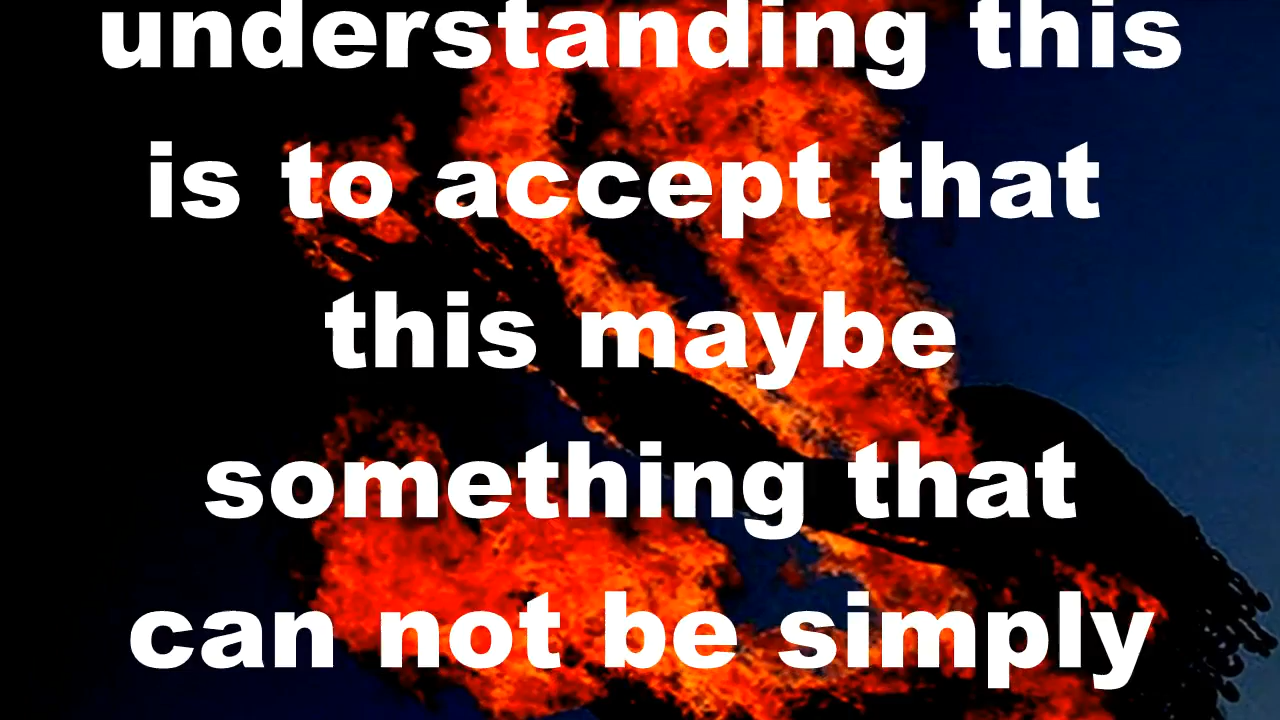 understanding this
is to accept that
this maybe
something that
can not be simply